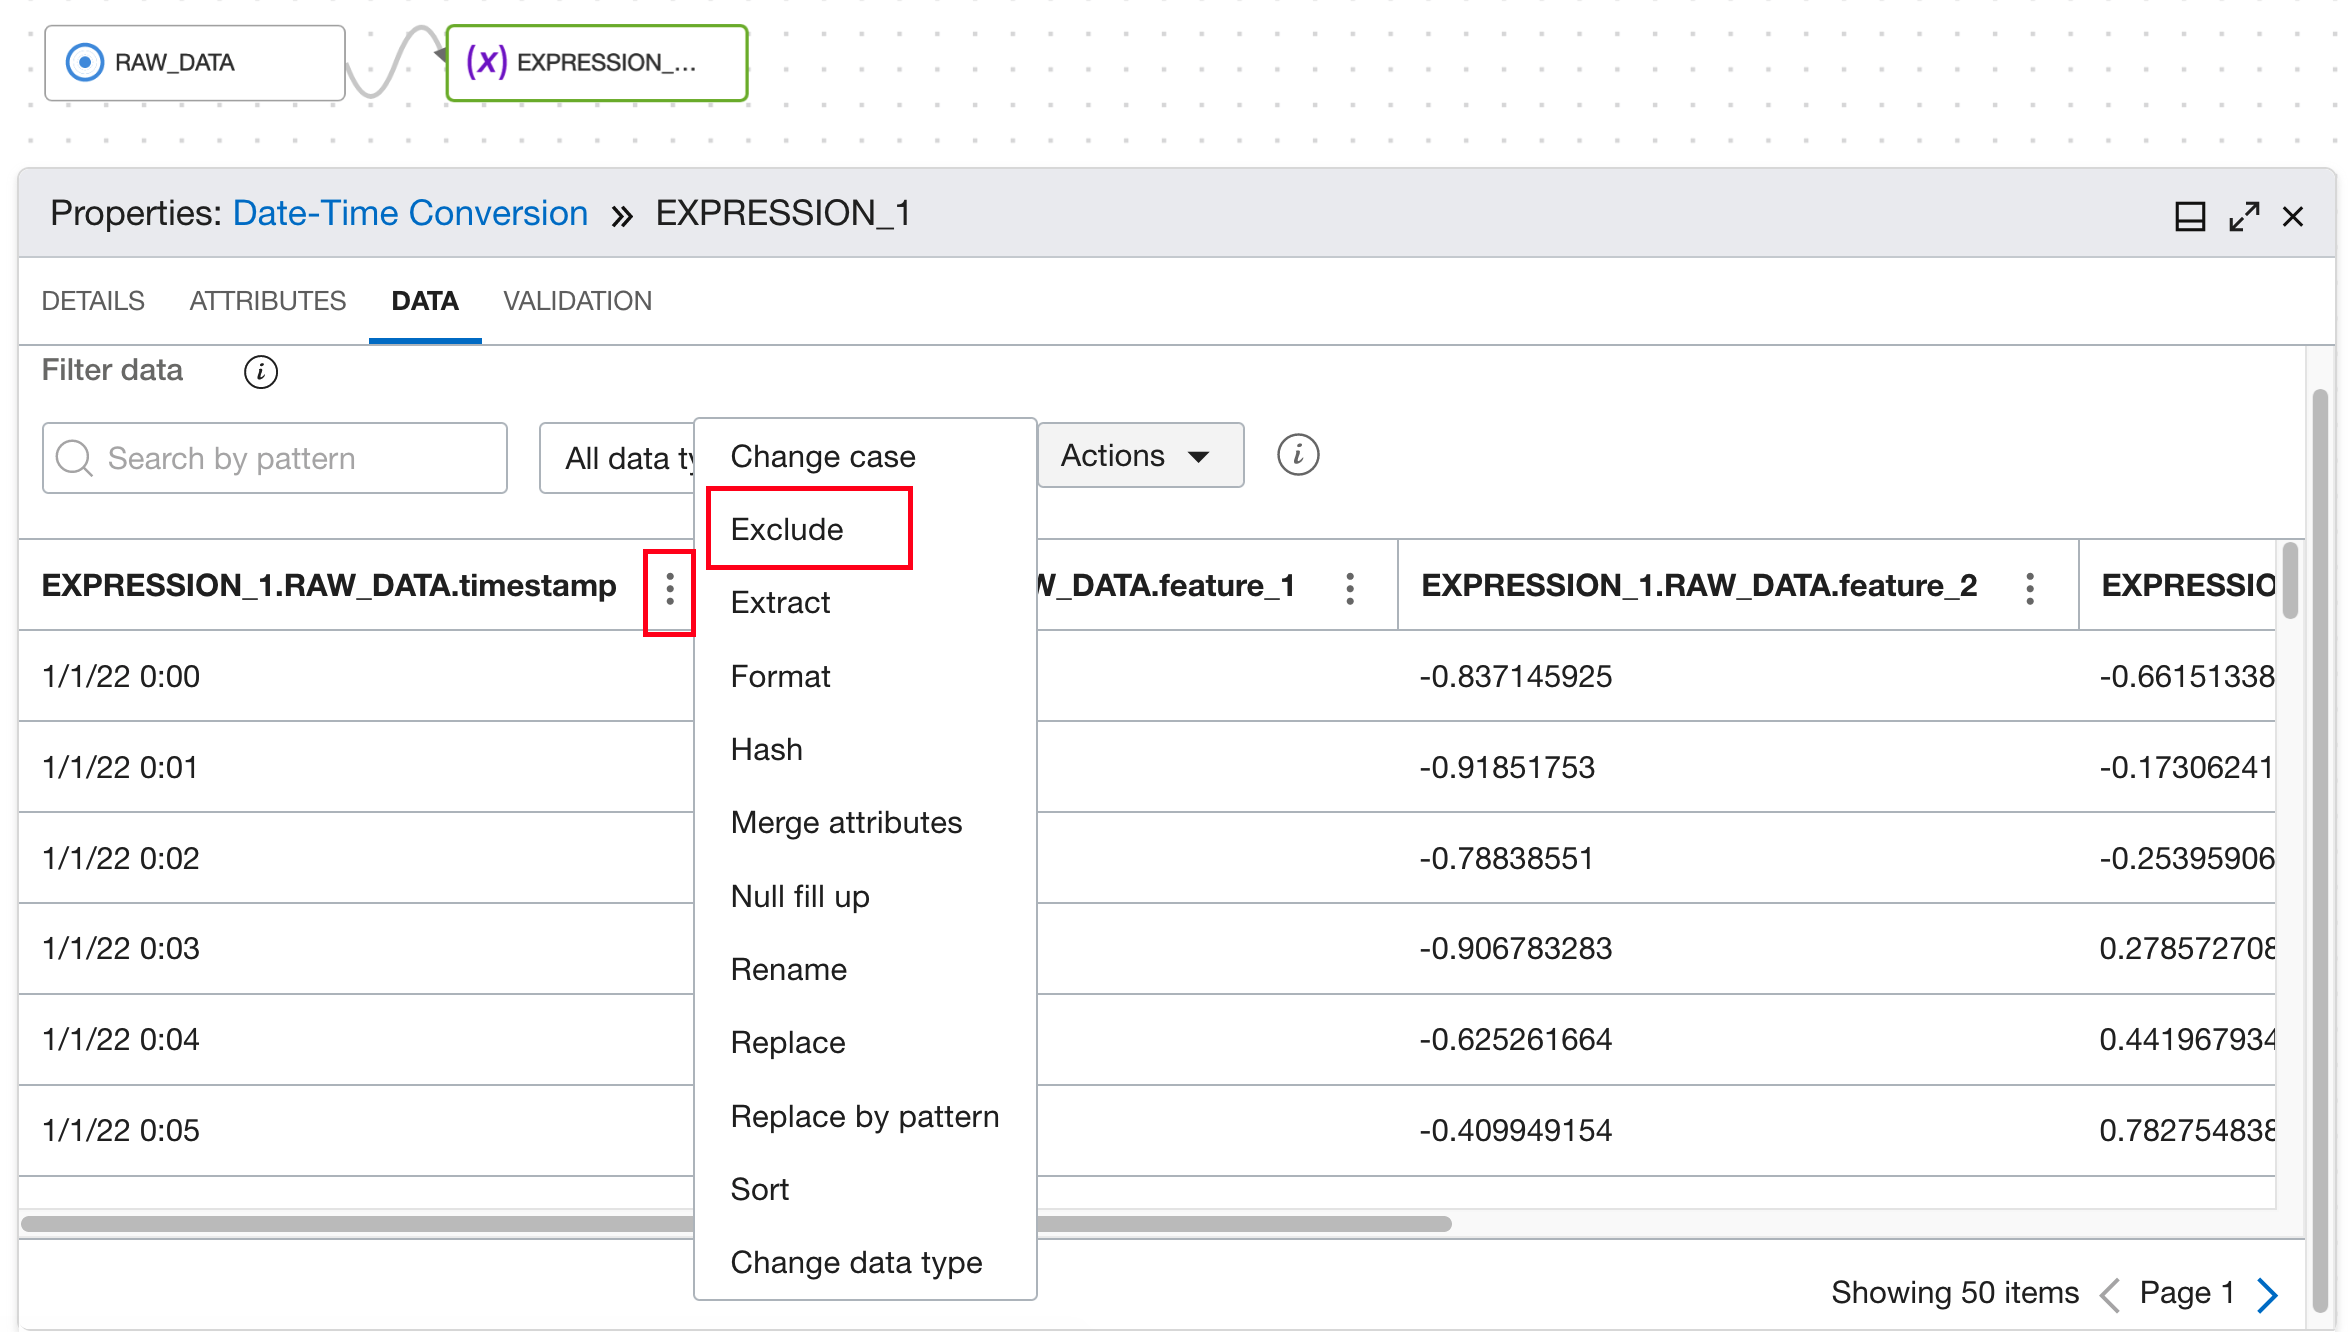 RAW_DATA
(x) EXPRESSION_...
Properties: Date-Time Conversion » EXPRESSION_1
DETAILS ATTRIBUTES DATA VALIDATION
Filter data i
Search by pattern All data ty Actions i
EXPRESSION_1.RAW_DATA.timestamp W_DATA.feature_1 EXPRESSION_1.RAW_DATA.feature_2 EXPRESSIO
1/1/22 0:00 -0.837145925 -0.66151338
1/1/22 0:01 -0.91851753 -0.17306241
1/1/22 0:02 -0.78838551 -0.25395906
1/1/22 0:03 -0.906783283 0.278572708
1/1/22 0:04 -0.625261664 0.441967934
1/1/22 0:05 -0.409949154 0.782754838
Change case
Exclude
Extract
Format
Hash
Merge attributes
Null fill up
Rename
Replace
Replace by pattern
Sort
Change data type
Showing 50 items Page 1